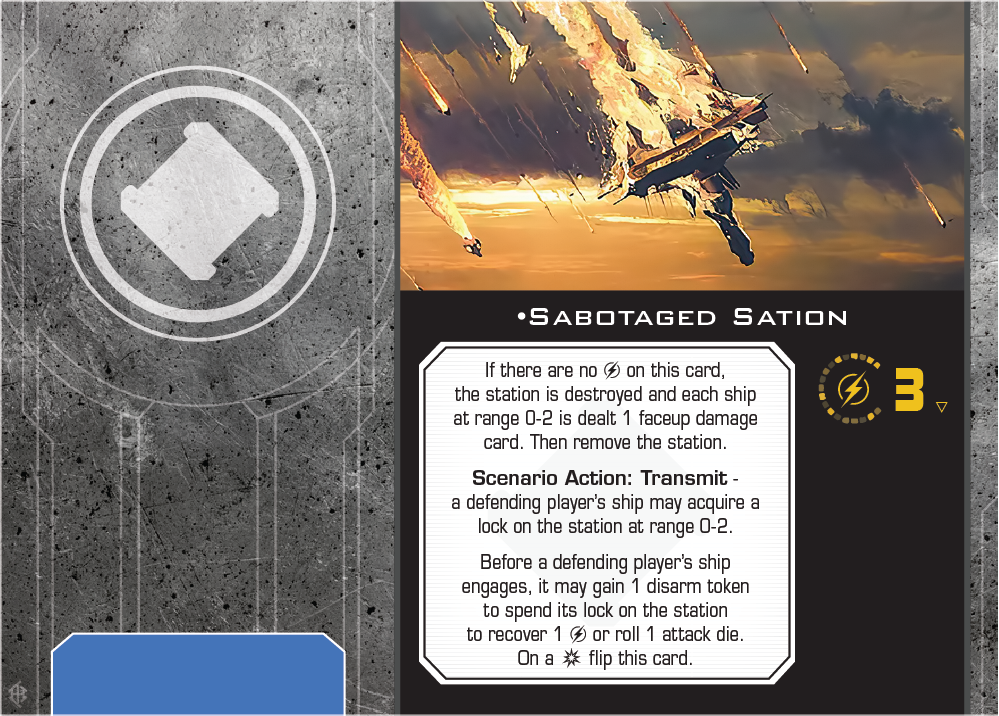 •Sabotaged Sation
If there are no on this card,
the station is destroyed and each ship
at range 0-2 is dealt 1 faceup damage
card. Then remove the station.
Scenario Action: Transmit -
a defending player's ship may acquire a
lock on the station at range 0-2.
Before a defending player's ship
engages, it may gain 1 disarm token
to spend its lock on the station
to recover 1 or roll 1 attack die.
On a flip this card.
3